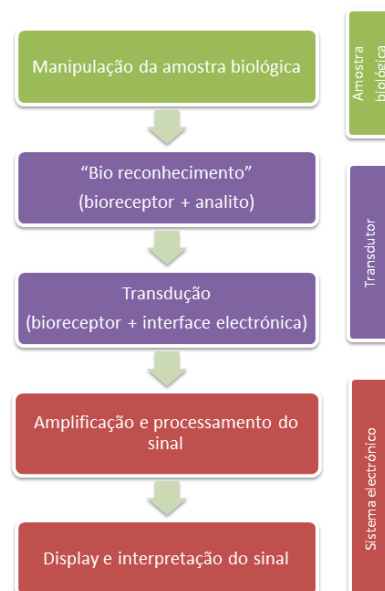 Manipulação da amostra biológica
Amostra
biológica
“Bio reconhecimento”
(bioreceptor + analito)
Transdução
(bioreceptor + interface electrónica)
Transdutor
Amplificação e processamento do
sinal
Display e interpretação do sinal
Sistema electrónico